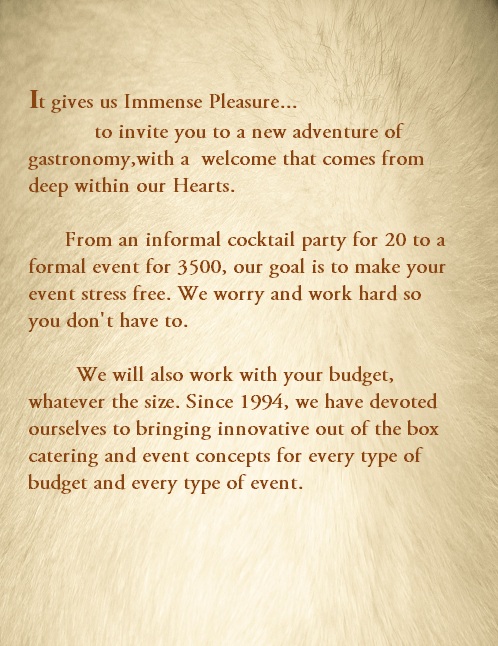 It gives us Immense Pleasure...
to invite you to a new adventure of
gastronomy,with a  welcome that comes from
deep within our Hearts.
From an informal cocktail party for 20 to a
formal event for 3500, our goal is to make your
event stress free. We worry and work hard so
you don't have to.
We will also work with your budget,
whatever the size. Since 1994, we have devoted
ourselves to bringing innovative out of the box
catering and event concepts for every type of
budget and every type of event.